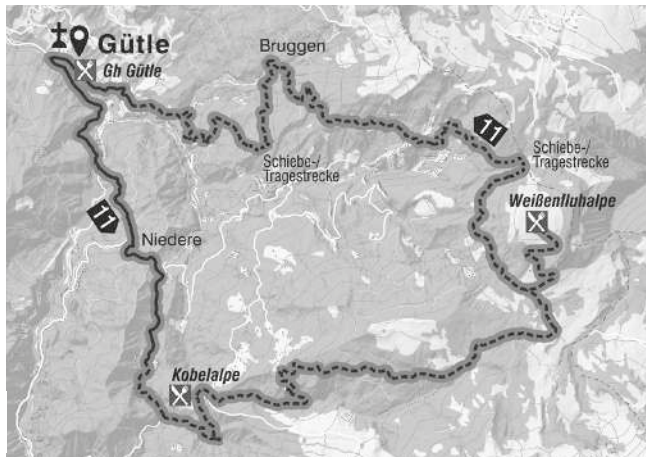 Gütle
Gh Gütle
Bruggen
11
Schiebe-/
Tragestrecke
Schiebe-/
Tragestrecke
Weißenfluhalpe
11
Niedere
Kobelalpe